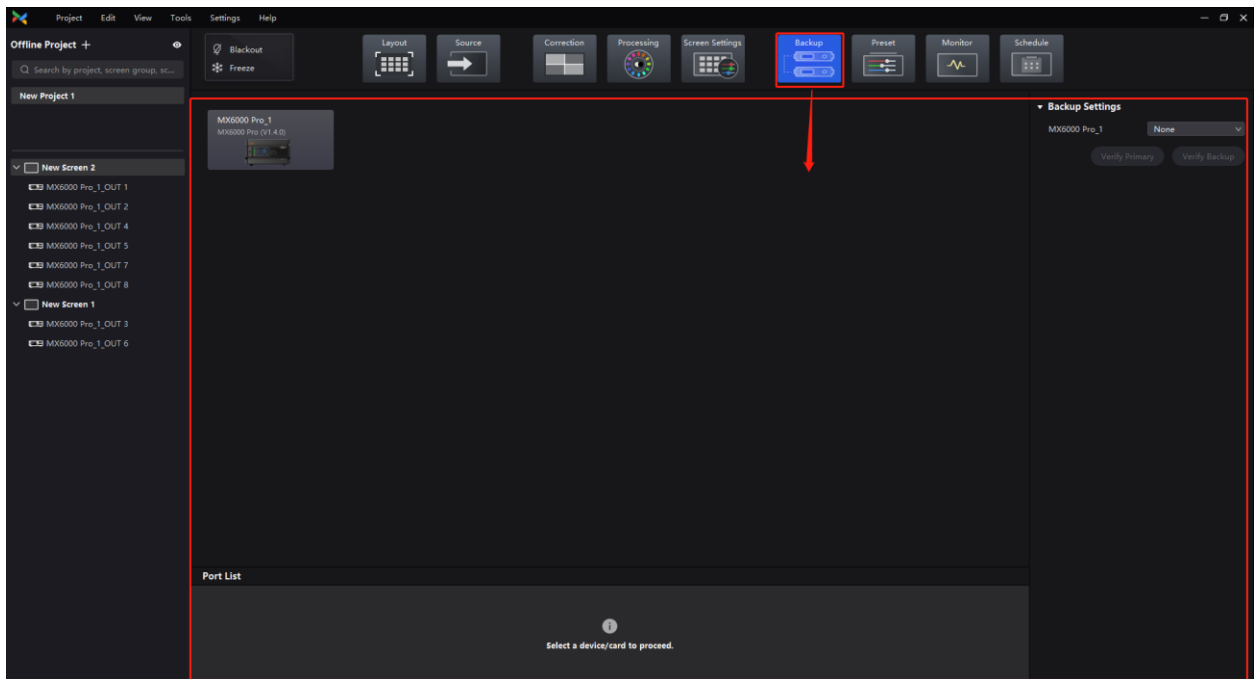 Project Edit View Tools Settings Help
Offline Project +
Search by project, screen group, sc...
New Project 1
New Screen 2
MX6000 Pro_1_OUT 1
MX6000 Pro_1_OUT 2
MX6000 Pro_1_OUT 4
MX6000 Pro_1_OUT 5
MX6000 Pro_1_OUT 7
MX6000 Pro_1_OUT 8
New Screen 1
MX6000 Pro_1_OUT 3
MX6000 Pro_1_OUT 6
Blackout
Freeze
Layout Source Correction Processing Screen Settings Backup Preset Monitor Schedule
MX6000 Pro_1
MX6000 Pro (V1.4.0)
Port List
Select a device/card to proceed.
Backup Settings
MX6000 Pro_1 None
Verify Primary Verify Backup